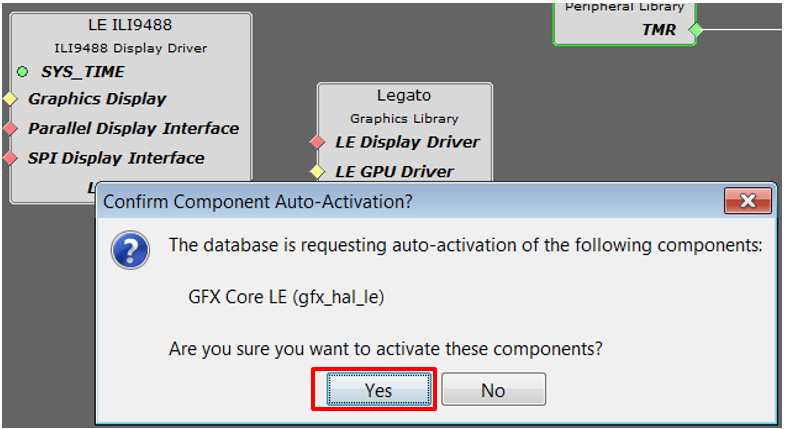 LE ILI9488
ILI9488 Display Driver
SYS_TIME
Graphics Display
Parallel Display Interface
SPI Display Interface
L
Peripheral Library
TMR
Legato
Graphics Library
LE Display Driver
LE GPU Driver
Confirm Component Auto-Activation?
The database is requesting auto-activation of the following components:
GFX Core LE (gfx_hal_le)
Are you sure you want to activate these components?
Yes
No